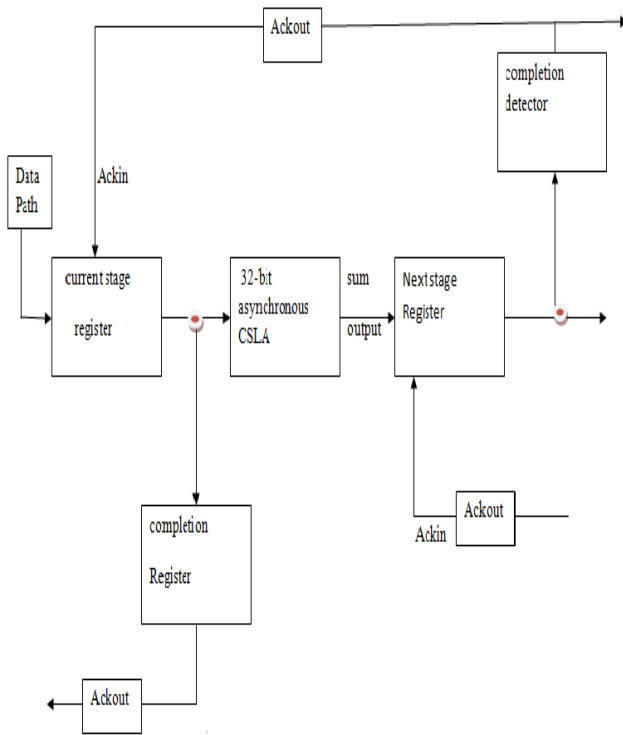 Ackout
completion
detector
Data
Path
Ackin
current stage
register
32-bit
asynchronous
CSLA
sum
output
Next stage
Register
completion
Register
Ackin
Ackout
Ackout